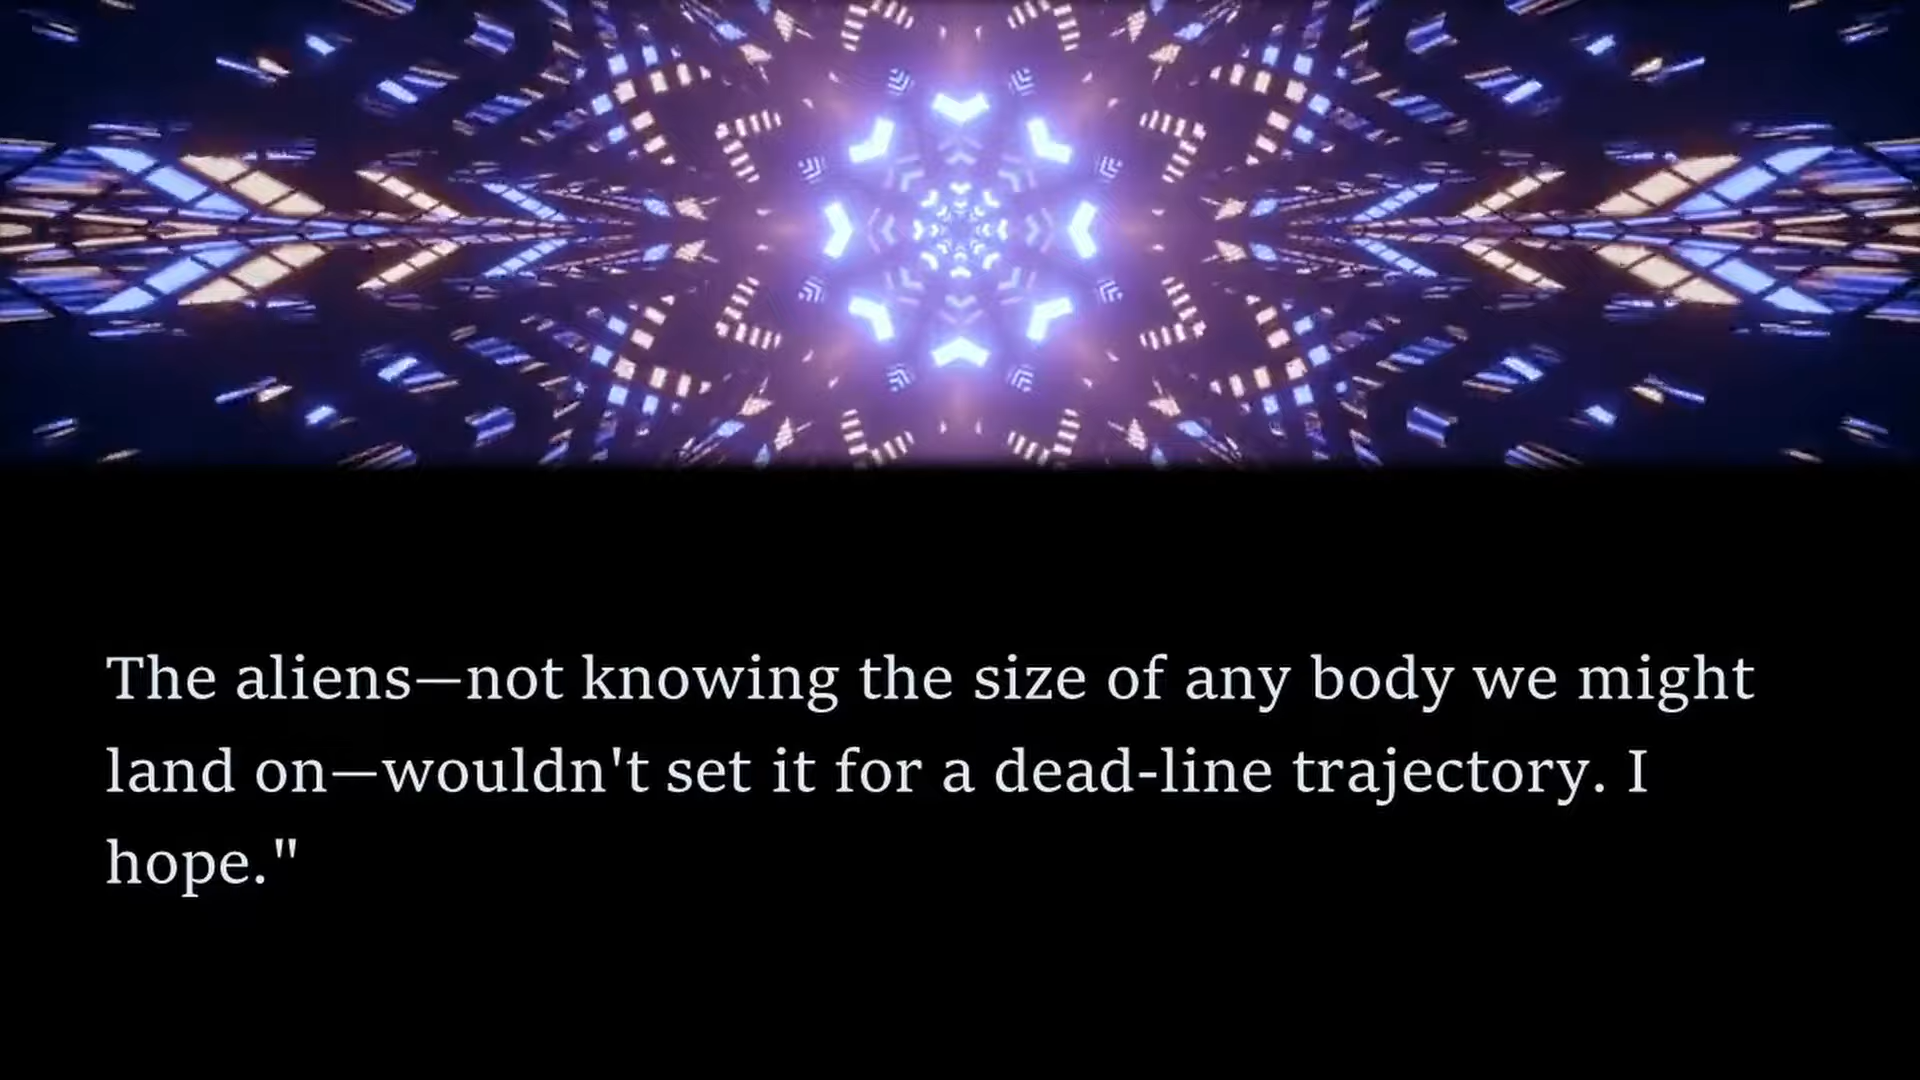 The aliens—not knowing the size of any body we might
land on—wouldn't set it for a dead-line trajectory. I
hope."